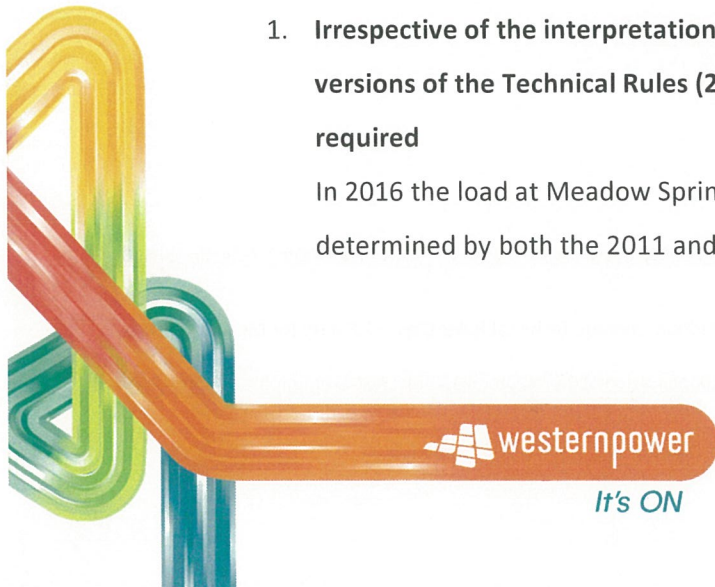 1. Irrespective of the interpretation
versions of the Technical Rules (2
required
In 2016 the load at Meadow Sprin
determined by both the 2011 and
westernpower
It's ON